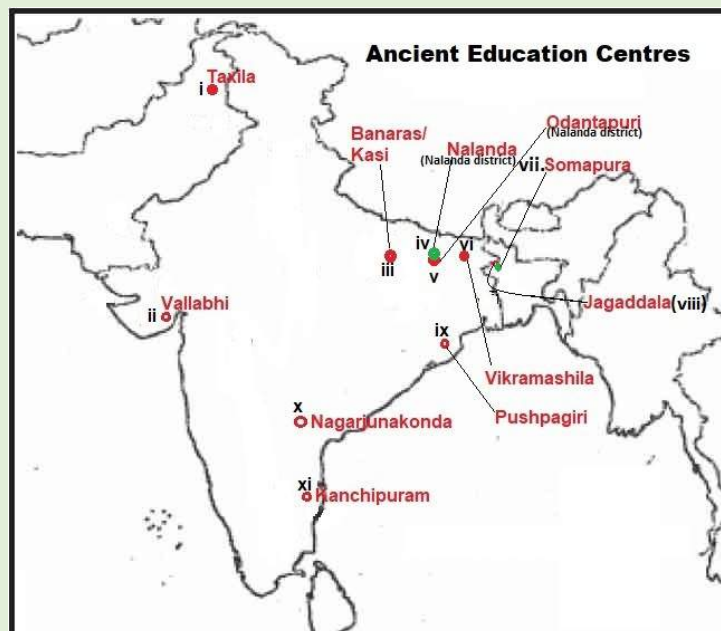 Ancient Education Centres
Taxila
i
Odantapuri
(Nalanda district)
Banaras/
Kasi
Nalanda
(Nalanda district)
vii.Somapura
iv
vi
iii
v
Vallabhi
ii
Jagaddala(viii)
ix
Vikramashila
Pushpagiri
x
Nagarjunakonda
xi
Kanchipuram